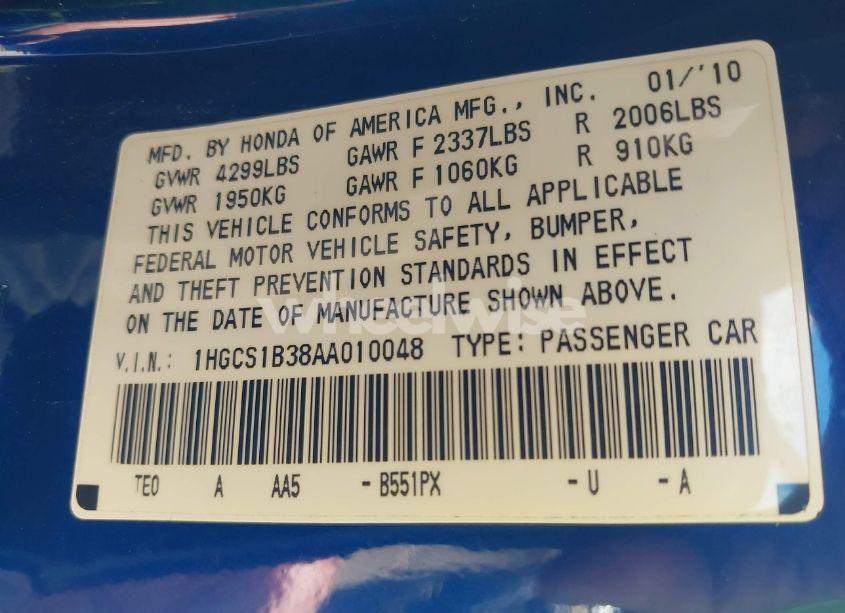 MFD. BY HONDA OF AMERICA MFG., INC. 01/'10
GVWR 4299LBS GAWR F 2337LBS R 2006LBS
GVWR 1950KG GAWR F 1060KG R 910KG
THIS VEHICLE CONFORMS TO ALL APPLICABLE
FEDERAL MOTOR VEHICLE SAFETY, BUMPER,
AND THEFT PREVENTION STANDARDS IN EFFECT
ON THE DATE OF MANUFACTURE SHOWN ABOVE.
wheelwise
V.I.N.: 1HGCS1B38AA010048 TYPE: PASSENGER CAR
TE0 A AA5 - B551PX - U - A